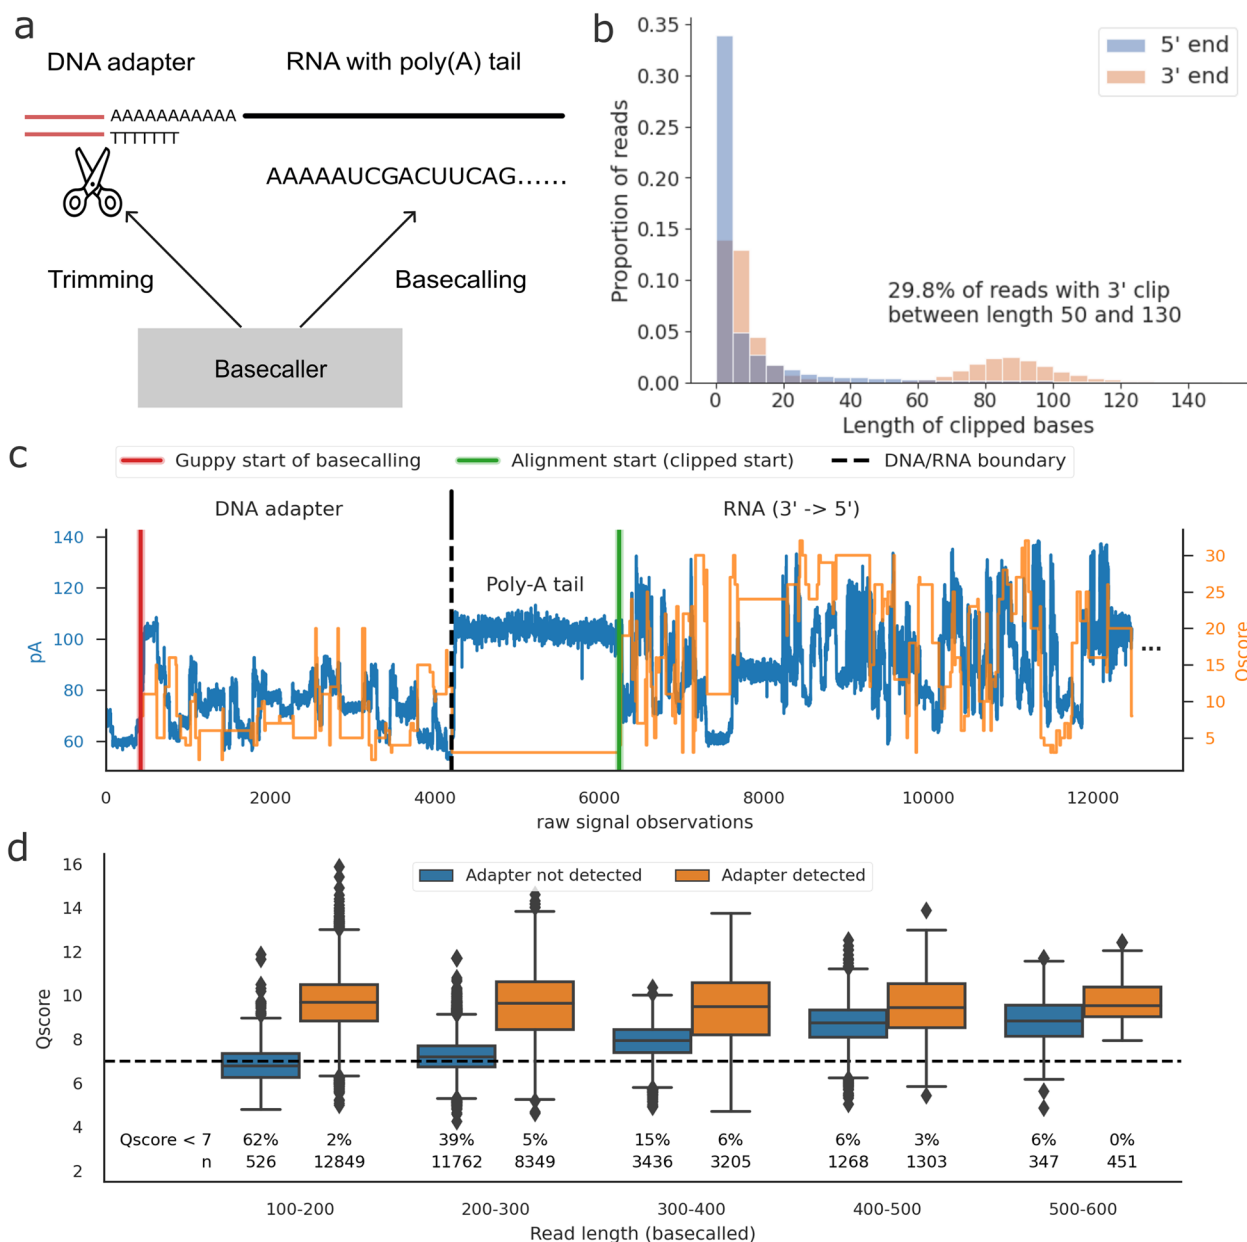 a
DNA adapter
RNA with poly(A) tail
AAAAAAAAAAA
TTTTTTT
AAAAAUCGACUUCAG......
Trimming
Basecalling
Basecaller
b
0.35
0.30
0.25
0.20
0.15
0.10
0.05
0.00
Proportion of reads
5' end
3' end
29.8% of reads with 3' clip
between length 50 and 130
0 20 40 60 80 100 120 140
Length of clipped bases
c
Guppy start of basecalling
Alignment start (clipped start)
DNA/RNA boundary
DNA adapter
RNA (3' -> 5')
Poly-A tail
140
120
100
80
60
pA
30
25
20
15
10
5
Qscore
...
0 2000 4000 6000 8000 10000 12000
raw signal observations
d
Adapter not detected
Adapter detected
16
14
12
10
8
6
4
2
Qscore
Qscore < 7 62% 2% 39% 5% 15% 6% 6% 3% 6% 0%
n 526 12849 11762 8349 3436 3205 1268 1303 347 451
100-200 200-300 300-400 400-500 500-600
Read length (basecalled)